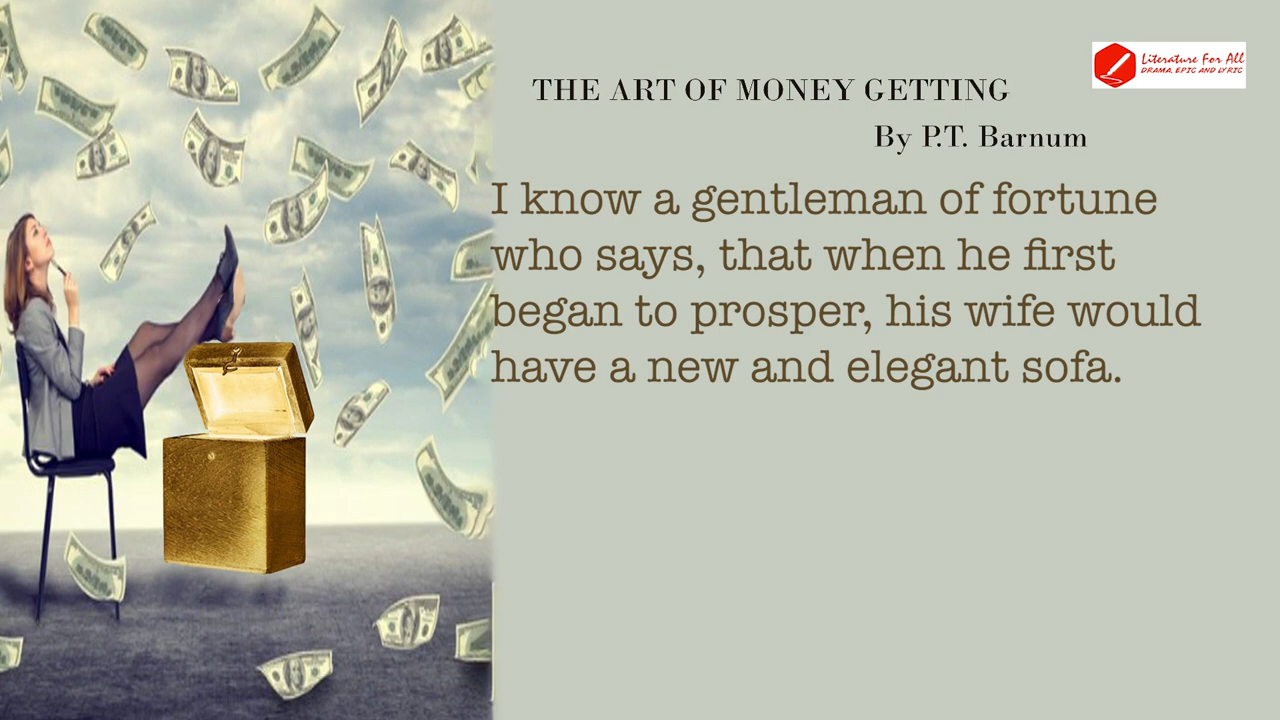 Literature For All
DRAMA, EPIC AND LYRIC
THE ART OF MONEY GETTING
By P.T. Barnum
I know a gentleman of fortune
who says, that when he first
began to prosper, his wife would
have a new and elegant sofa.